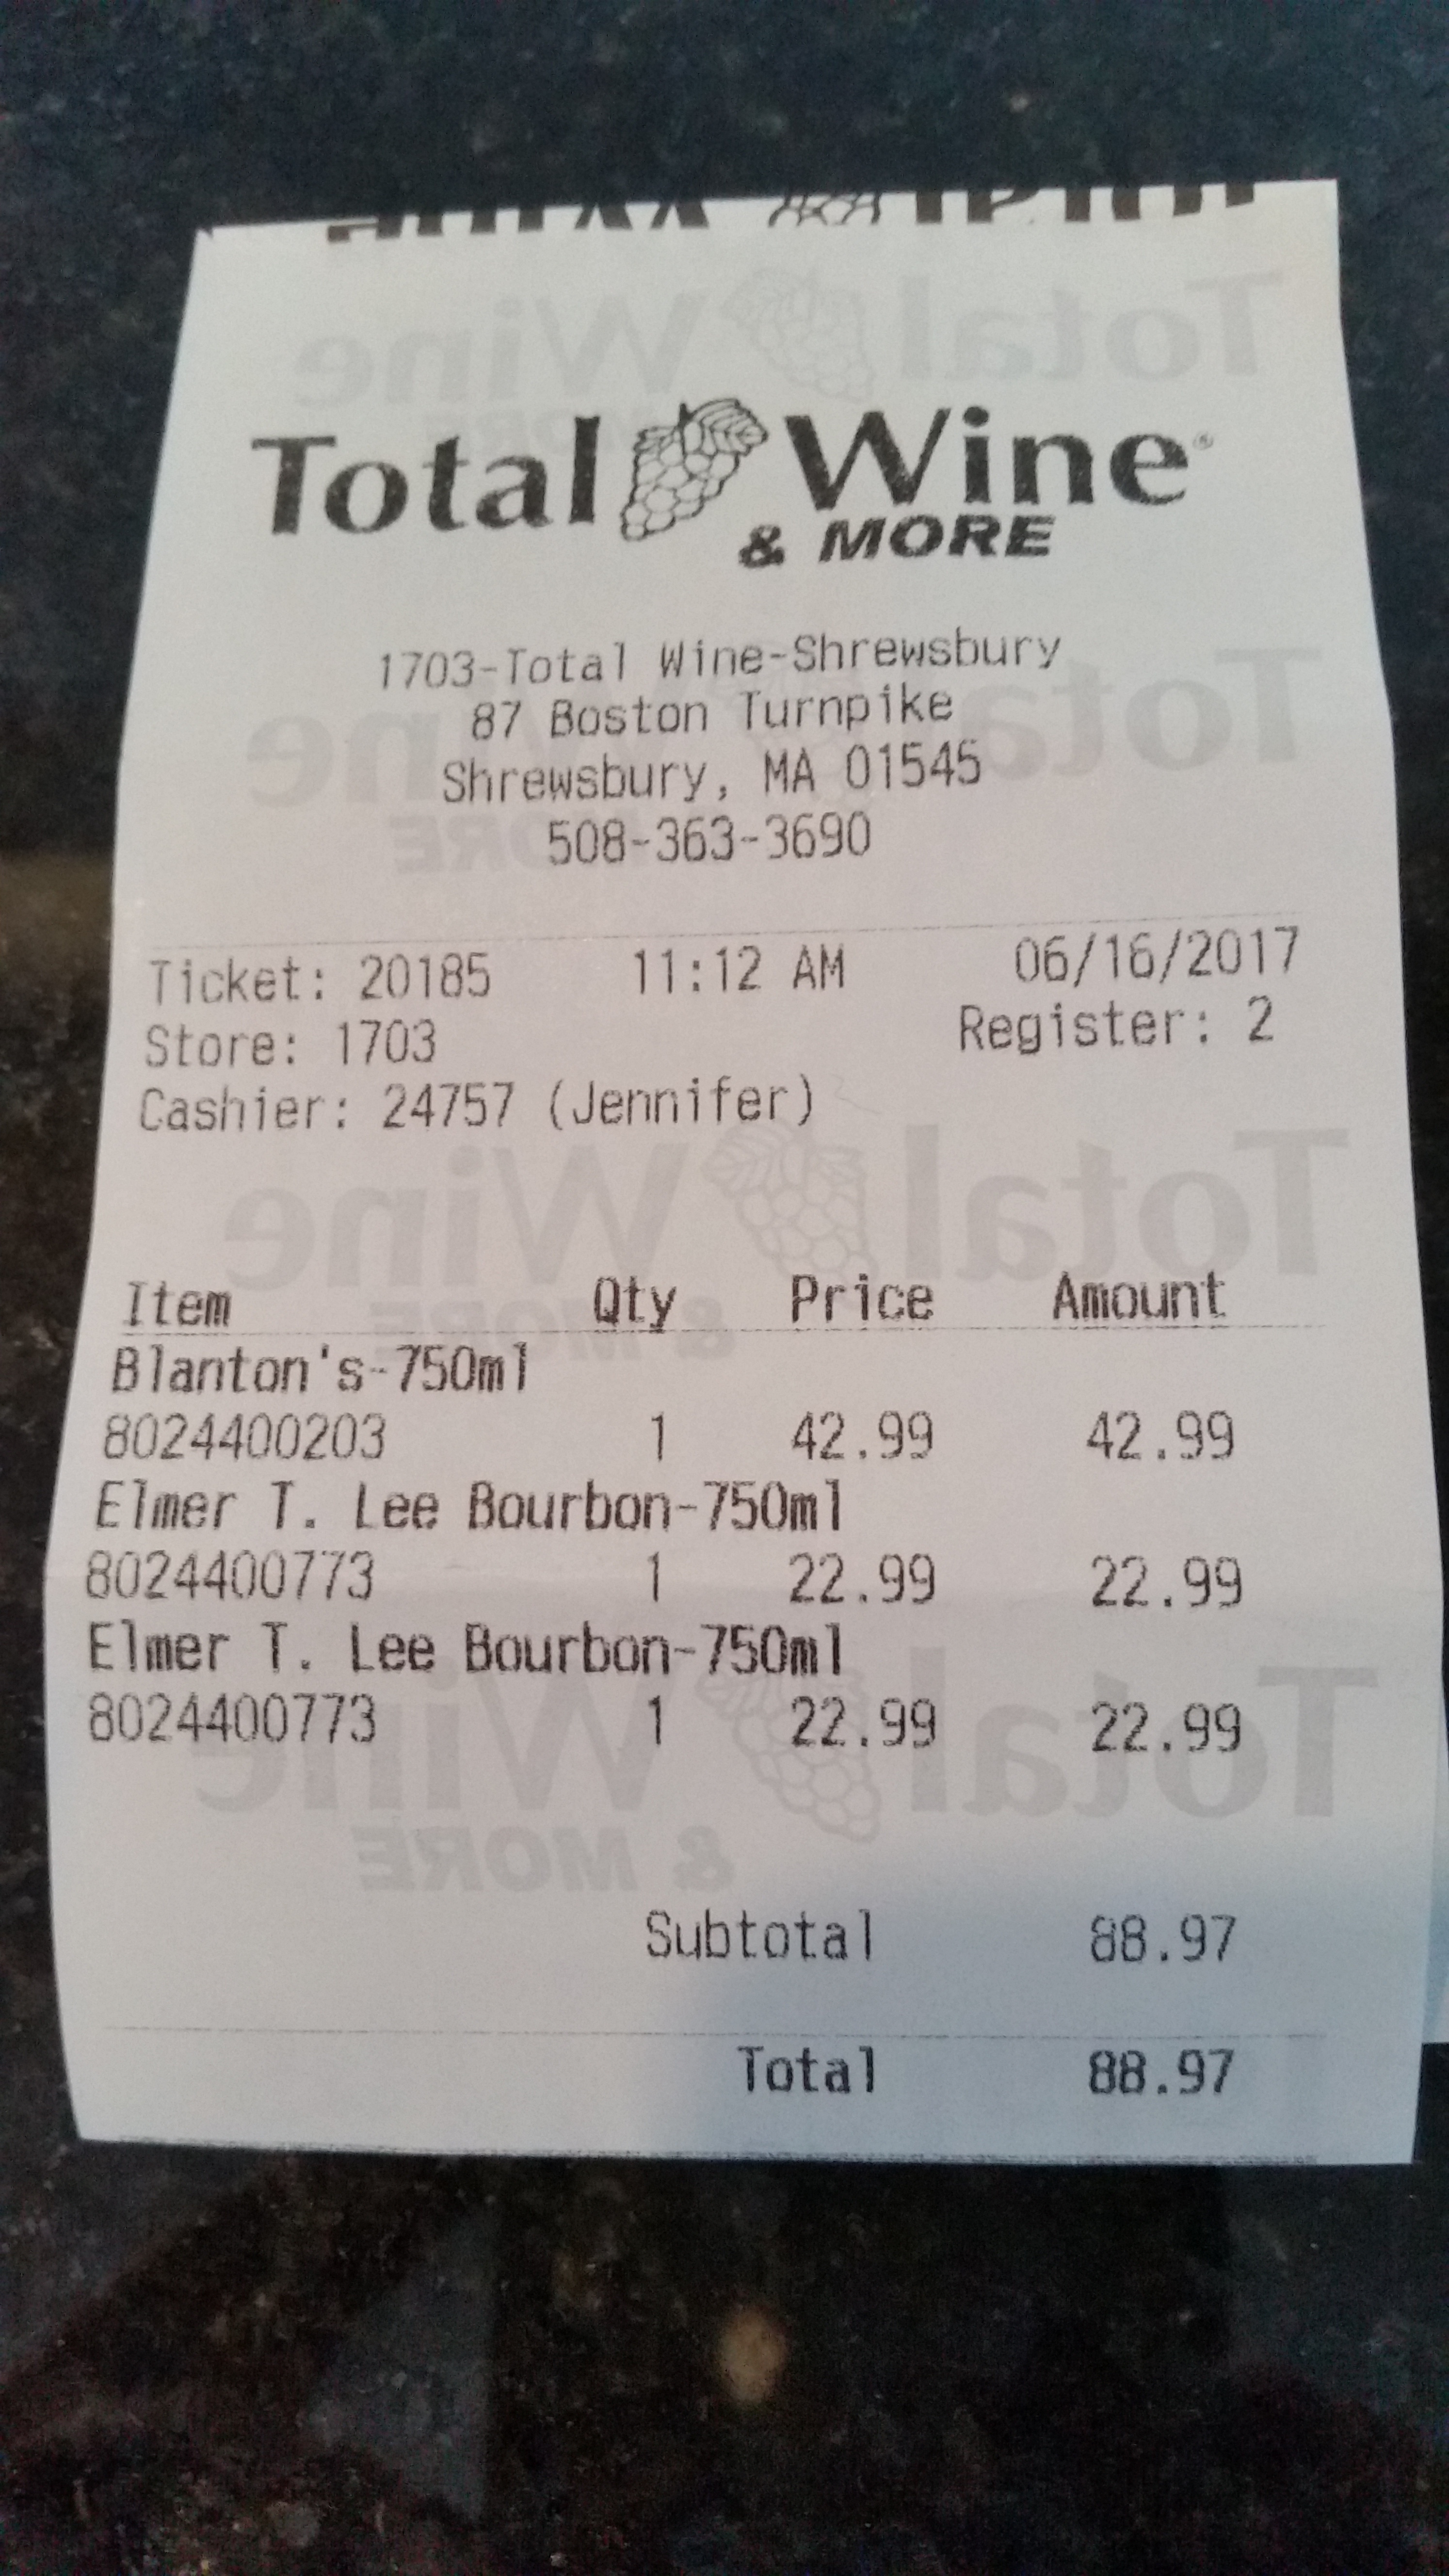 Total Wine
& MORE
1703-Total Wine-Shrewsbury
87 Boston Turnpike
Shrewsbury, MA 01545
508-363-3690
Ticket: 20185 11:12 AM 06/16/2017
Store: 1703 Register: 2
Cashier: 24757 (Jennifer)
Item Qty Price Amount
Blanton's-750ml
8024400203 1 42.99 42.99
Elmer T. Lee Bourbon-750ml
8024400773 1 22.99 22.99
Elmer T. Lee Bourbon-750ml
8024400773 1 22.99 22.99
Subtotal 88.97
Total 88.97